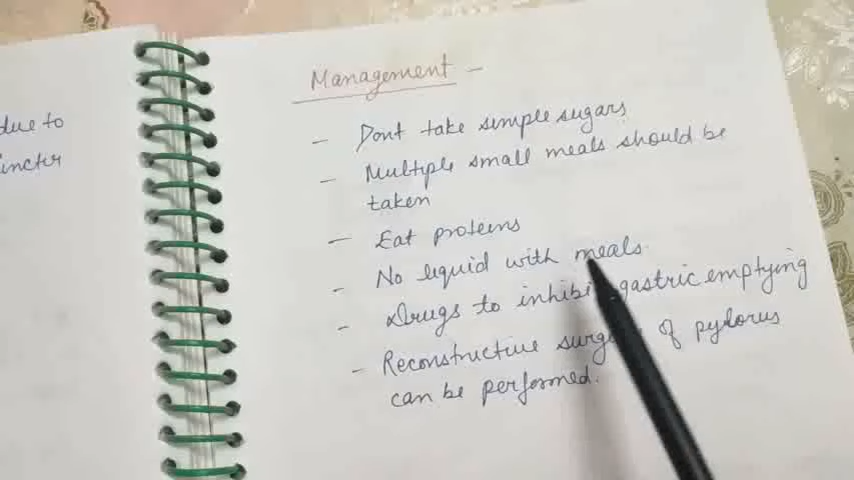 due to
incter
Management -
- Dont take simple sugars
- Multiple small meals should be
taken
- Eat proteins
- No liquid with meals.
- Drugs to inhibi gastric emptying
- Reconstructive surg of pylorus
can be performed.